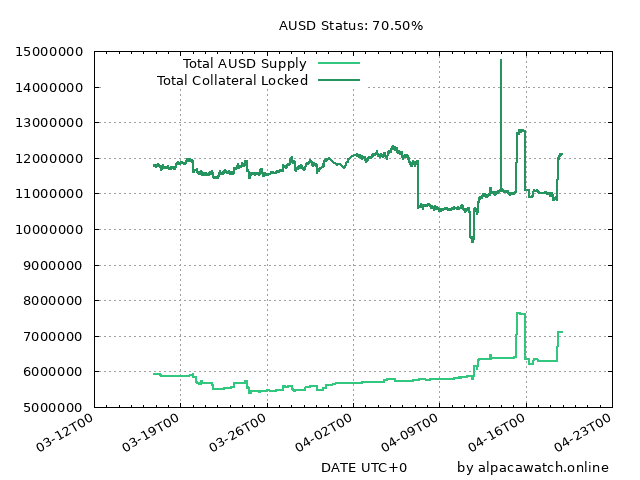 AUSD Status: 70.50%
15000000
14000000
13000000
12000000
11000000
10000000
9000000
8000000
7000000
6000000
5000000
Total AUSD Supply
Total Collateral Locked
03-12T00
03-19T00
03-26T00
04-02T00
04-09T00
04-16T00
04-23T00
DATE UTC+0
by alpacawatch.online